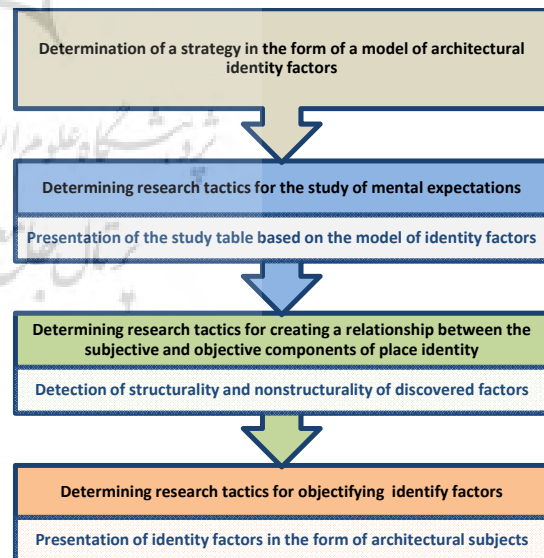 Determination of a strategy in the form of a model of architectural
identity factors
Determining research tactics for the study of mental expectations
Presentation of the study table based on the model of identity factors
Determining research tactics for creating a relationship between the
subjective and objective components of place identity
Detection of structurality and nonstructurality of discovered factors
Determining research tactics for objectifying identify factors
Presentation of identity factors in the form of architectural subjects